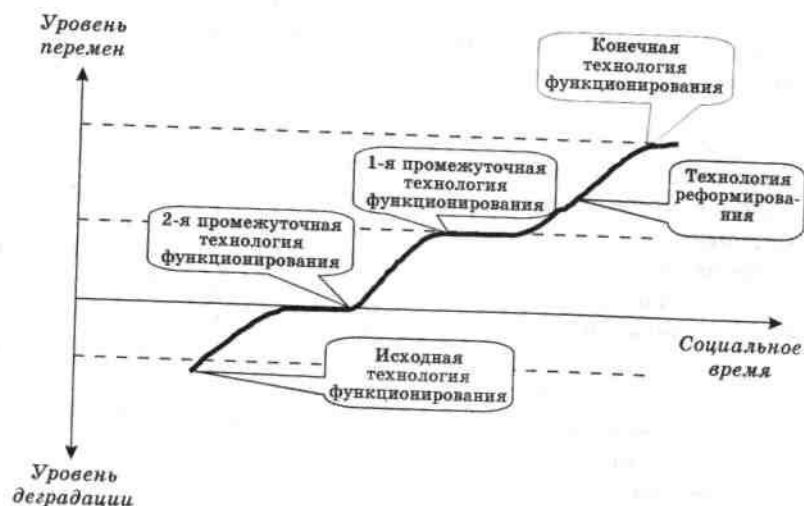 Уровень
перемен
Конечная
технология
функционирования
1-я промежуточная
технология
функционирования
Технология
реформирова-
ния
2-я промежуточная
технология
функционирования
Социальное
время
Исходная
технология
функционирования
Уровень
деградации